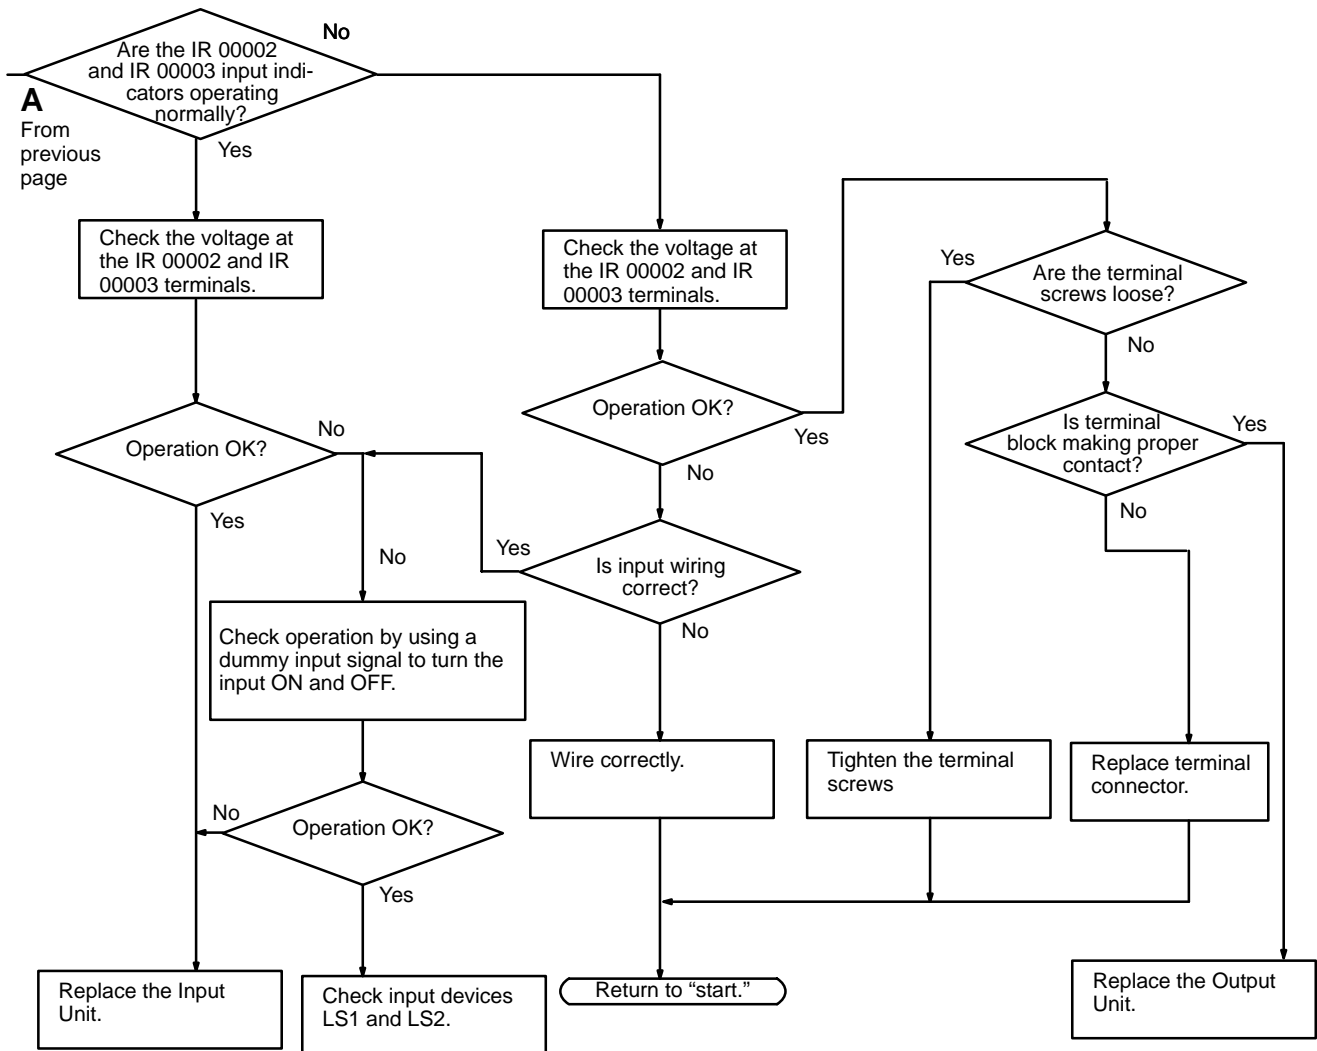 No
Are the IR 00002
and IR 00003 input indi-
cators operating
normally?
A
From
previous
page
Yes
Check the voltage at
the IR 00002 and IR
00003 terminals.
Check the voltage at
the IR 00002 and IR
00003 terminals.
Yes
Are the terminal
screws loose?
No
Operation OK?
Yes
No
Is terminal
block making proper
contact?
Yes
No
Operation OK?
No
Yes
No
Yes
Is input wiring
correct?
No
Check operation by using a
dummy input signal to turn the
input ON and OFF.
Wire correctly.
Tighten the terminal
screws
Replace terminal
connector.
No
Operation OK?
Yes
Replace the Input
Unit.
Check input devices
LS1 and LS2.
Return to “start.”
Replace the Output
Unit.